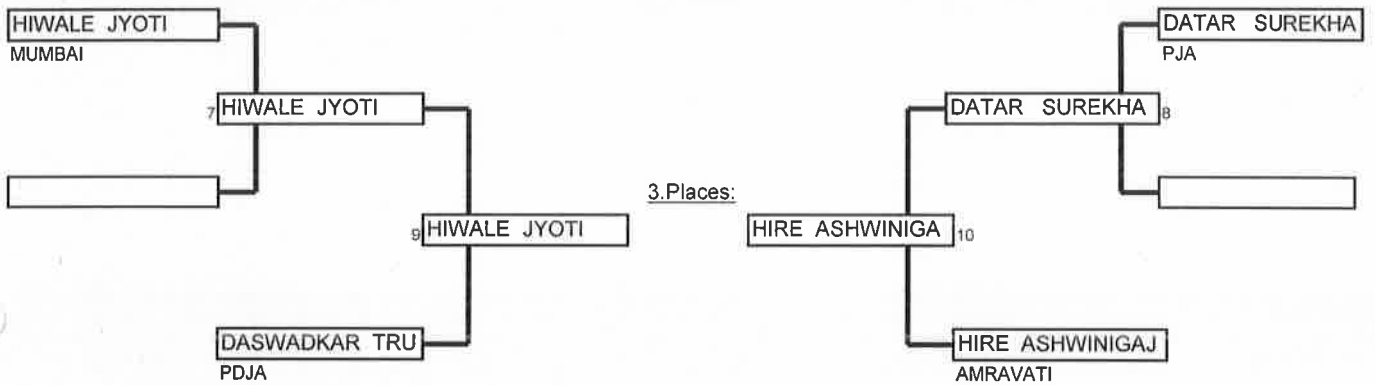 HIWALE JYOTI
MUMBAI
DATAR SUREKHA
PJA
7 HIWALE JYOTI
DATAR SUREKHA 8
3.Places:
9 HIWALE JYOTI
HIRE ASHWINIGA 10
DASWADKAR TRU
PDJA
HIRE ASHWINIGAJ
AMRAVATI